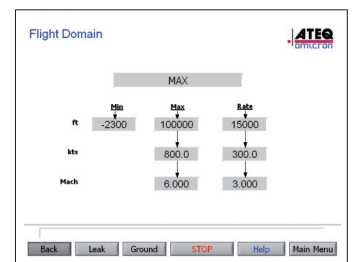 Flight Domain
ATEQ
omicron
MAX
Min Max Rate
ft -2300 100000 15000
kts 800.0 300.0
Mach 6.000 3.000
Back Leak Ground STOP Help Main Menu